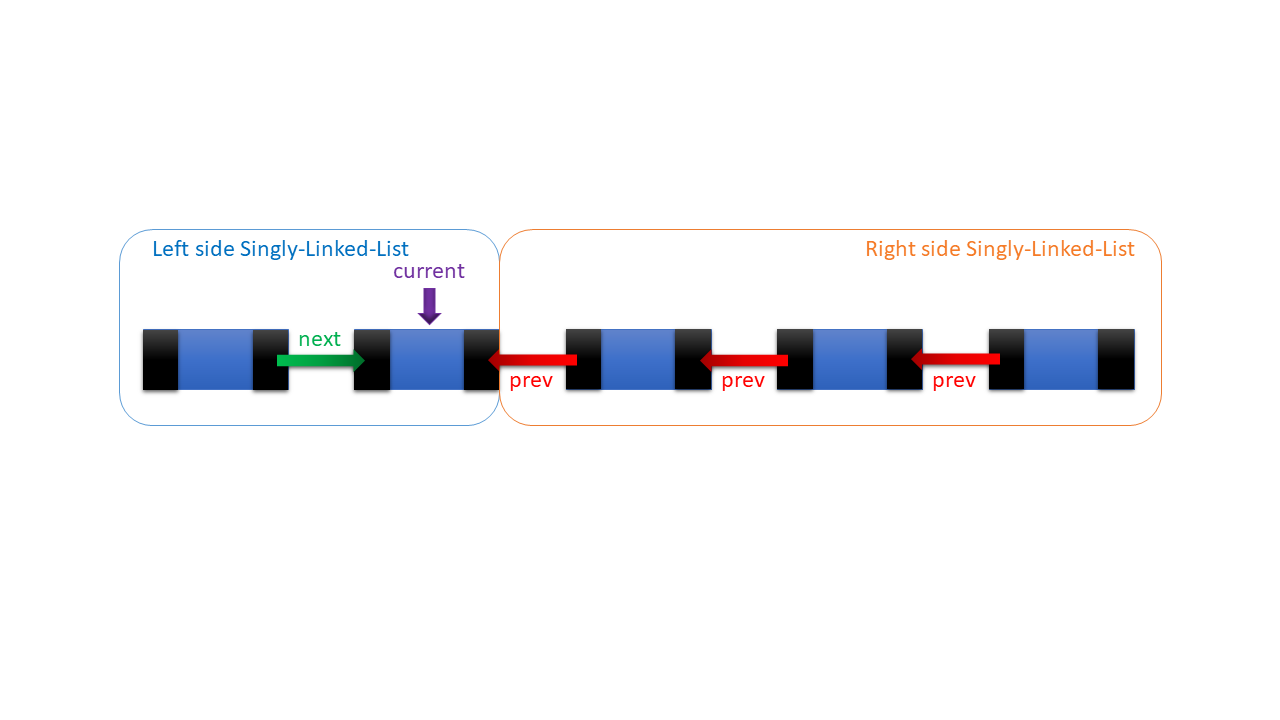 Left side Singly-Linked-List
Right side Singly-Linked-List
current
next
prev
prev
prev